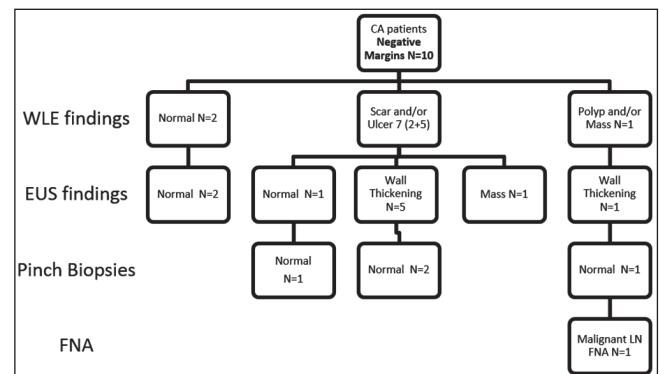 CA patients
Negative
Margins N=10
WLE findings
Normal N=2
Scar and/or
Ulcer 7 (2+5)
Polyp and/or
Mass N=1
EUS findings
Normal N=2
Normal N=1
Wall
Thickening
N=5
Mass N=1
Wall
Thickening
N=1
Pinch Biopsies
Normal
N=1
Normal N=2
Normal N=1
FNA
Malignant LN
FNA N=1